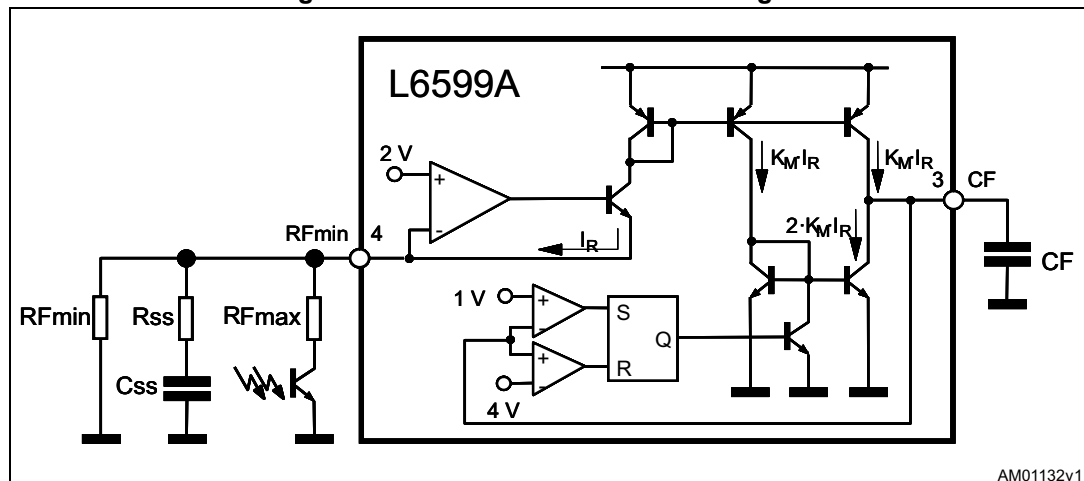 L6599A
2 V
+
-
K_M·I_R
K_M·I_R
3
CF
RFmin
4
I_R
2·K_M·I_R
CF
RFmin
Rss
RFmax
1 V
+
-
S
Q
Css
+
-
R
4 V
AM01132v1